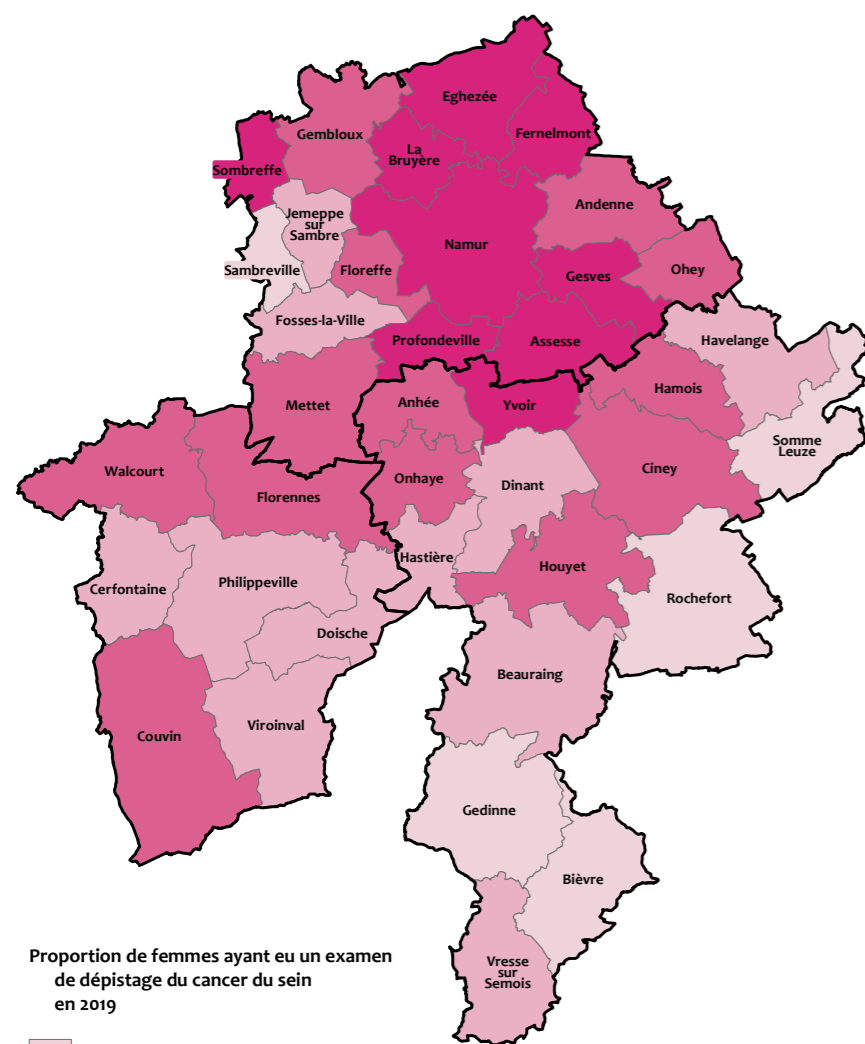 Eghezée
Fernelmont
Gembloux
La
Bruyère
Sombreffe
Andenne
Jemeppe
sur
Sambre
Namur
Sambreville
Floreffe
Gesves
Ohey
Fosses-la-Ville
Profondeville
Assesse
Havelange
Hamois
Mettet
Anhée
Yvoir
Somme
Leuze
Walcourt
Onhaye
Dinant
Ciney
Florennes
Hastière
Houyet
Cerfontaine
Philippeville
Rochefort
Doische
Beauraing
Viroinval
Couvin
Gedinne
Bièvre
Vresse
sur
Semois
Proportion de femmes ayant eu un examen
de dépistage du cancer du sein
en 2019